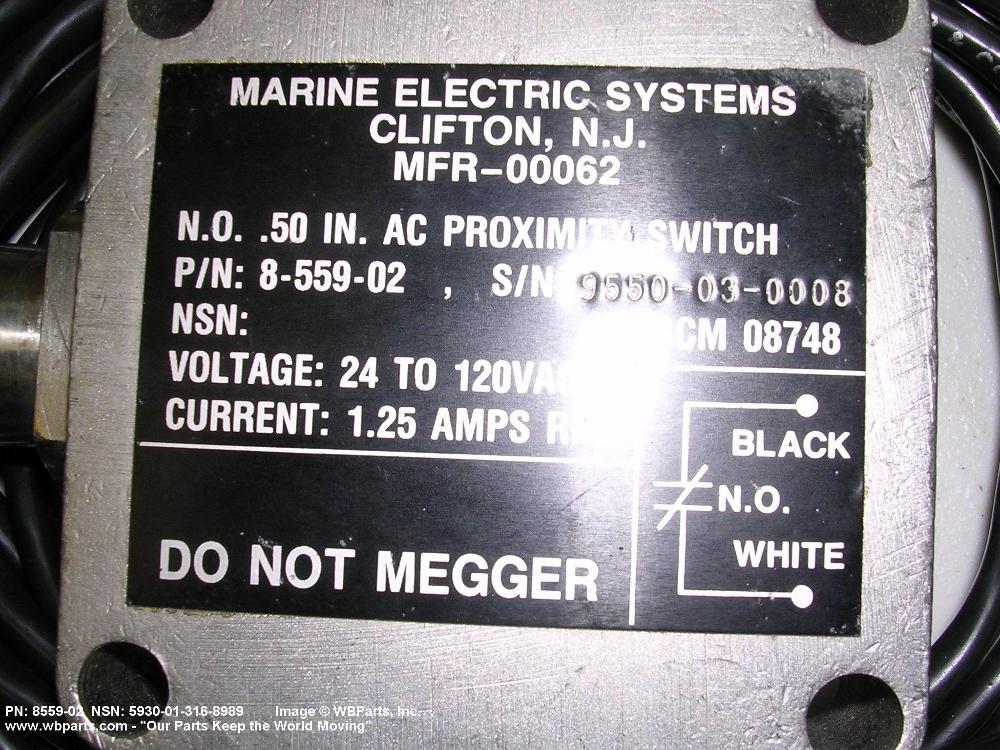 MARINE ELECTRIC SYSTEMS
CLIFTON, N.J.
MFR-00062
N.O. .50 IN. AC PROXIMITY SWITCH
P/N: 8-559-02 , S/N 9550-03-0008
NSN: CM 08748
VOLTAGE: 24 TO 120VAC
CURRENT: 1.25 AMPS
BLACK
N.O.
WHITE
DO NOT MEGGER
PN: 8559-02 NSN: 5930-01-316-8989 Image © WBParts, Inc.
www.wbparts.com - "Our Parts Keep the World Moving"